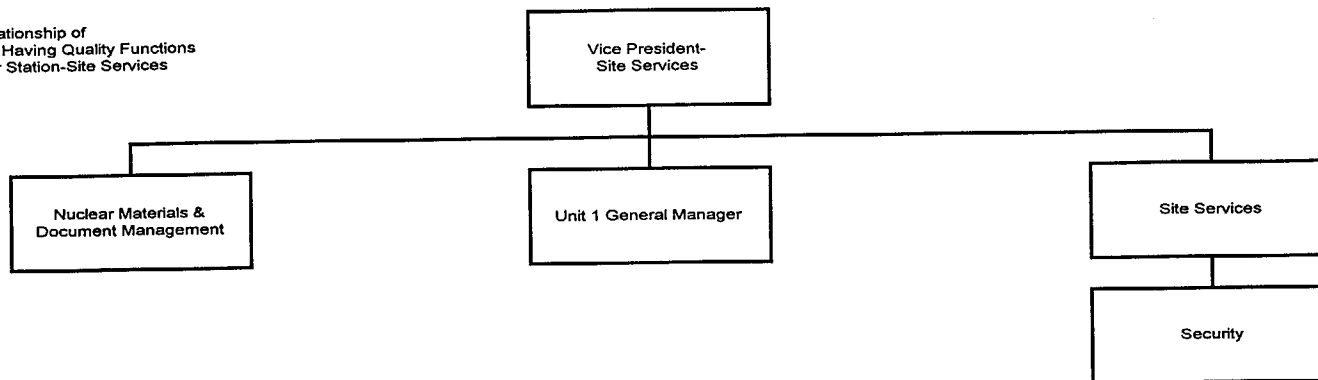 ationship of
Having Quality Functions
Station-Site Services
Vice President-
Site Services
Nuclear Materials &
Document Management
Unit 1 General Manager
Site Services
Security